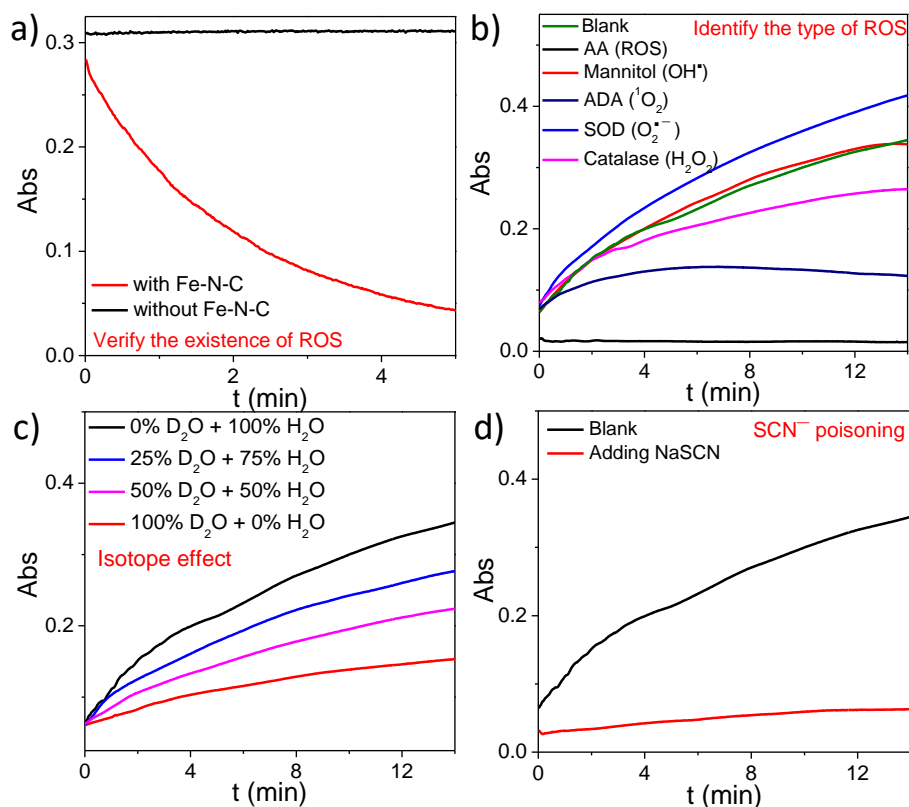 a)
0.3
0.2
0.1
0.0
Abs
with Fe-N-C
without Fe-N-C
Verify the existence of ROS
0
2
4
t (min)
b)
Blank
AA (ROS)
Mannitol (OH▪)
ADA (¹O₂)
SOD (O₂▪⁻)
Catalase (H₂O₂)
Identify the type of ROS
0.4
0.2
0.0
Abs
0
4
8
12
t (min)
c)
0% D₂O + 100% H₂O
25% D₂O + 75% H₂O
50% D₂O + 50% H₂O
100% D₂O + 0% H₂O
Isotope effect
0.4
0.2
Abs
0
4
8
12
t (min)
d)
Blank
Adding NaSCN
SCN⁻ poisoning
0.4
0.2
0.0
Abs
0
4
8
12
t (min)